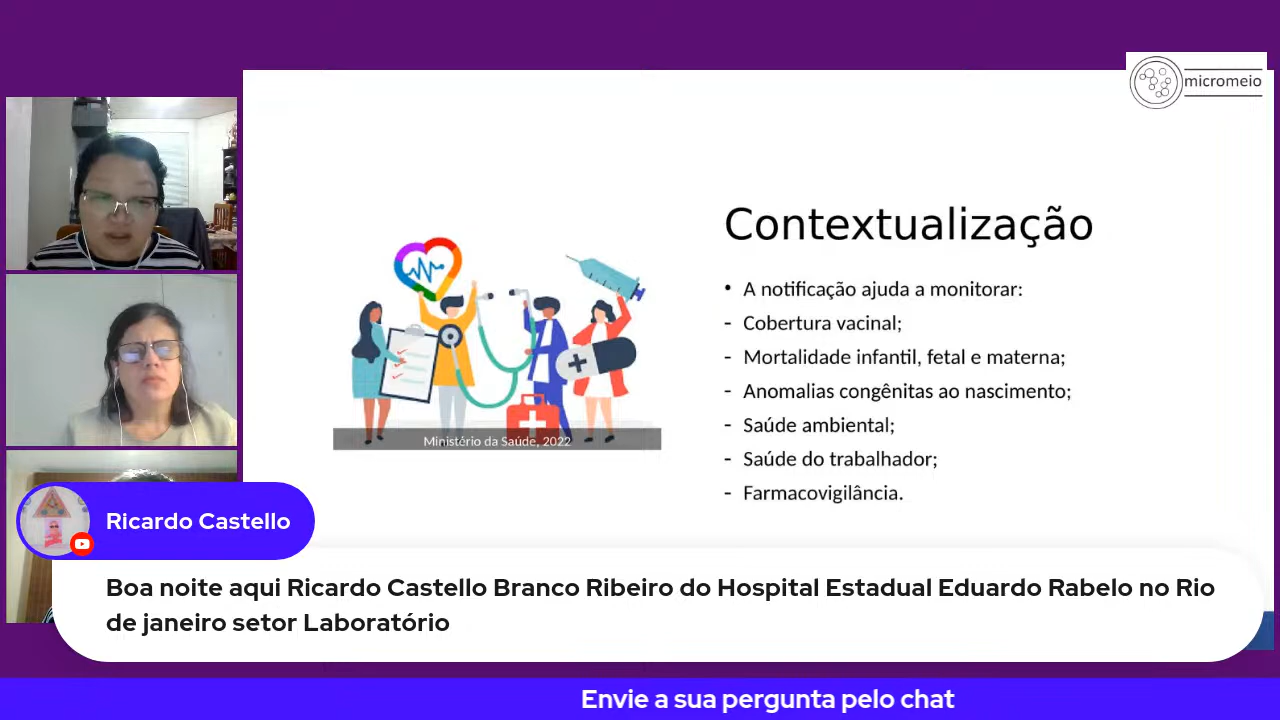 micromeio
Contextualização
• A notificação ajuda a monitorar:
- Cobertura vacinal;
- Mortalidade infantil, fetal e materna;
- Anomalias congênitas ao nascimento;
- Saúde ambiental;
- Saúde do trabalhador;
- Farmacovigilância.
Ministério da Saúde, 2022
Ricardo Castello
Boa noite aqui Ricardo Castello Branco Ribeiro do Hospital Estadual Eduardo Rabelo no Rio
de janeiro setor Laboratório
Envie a sua pergunta pelo chat